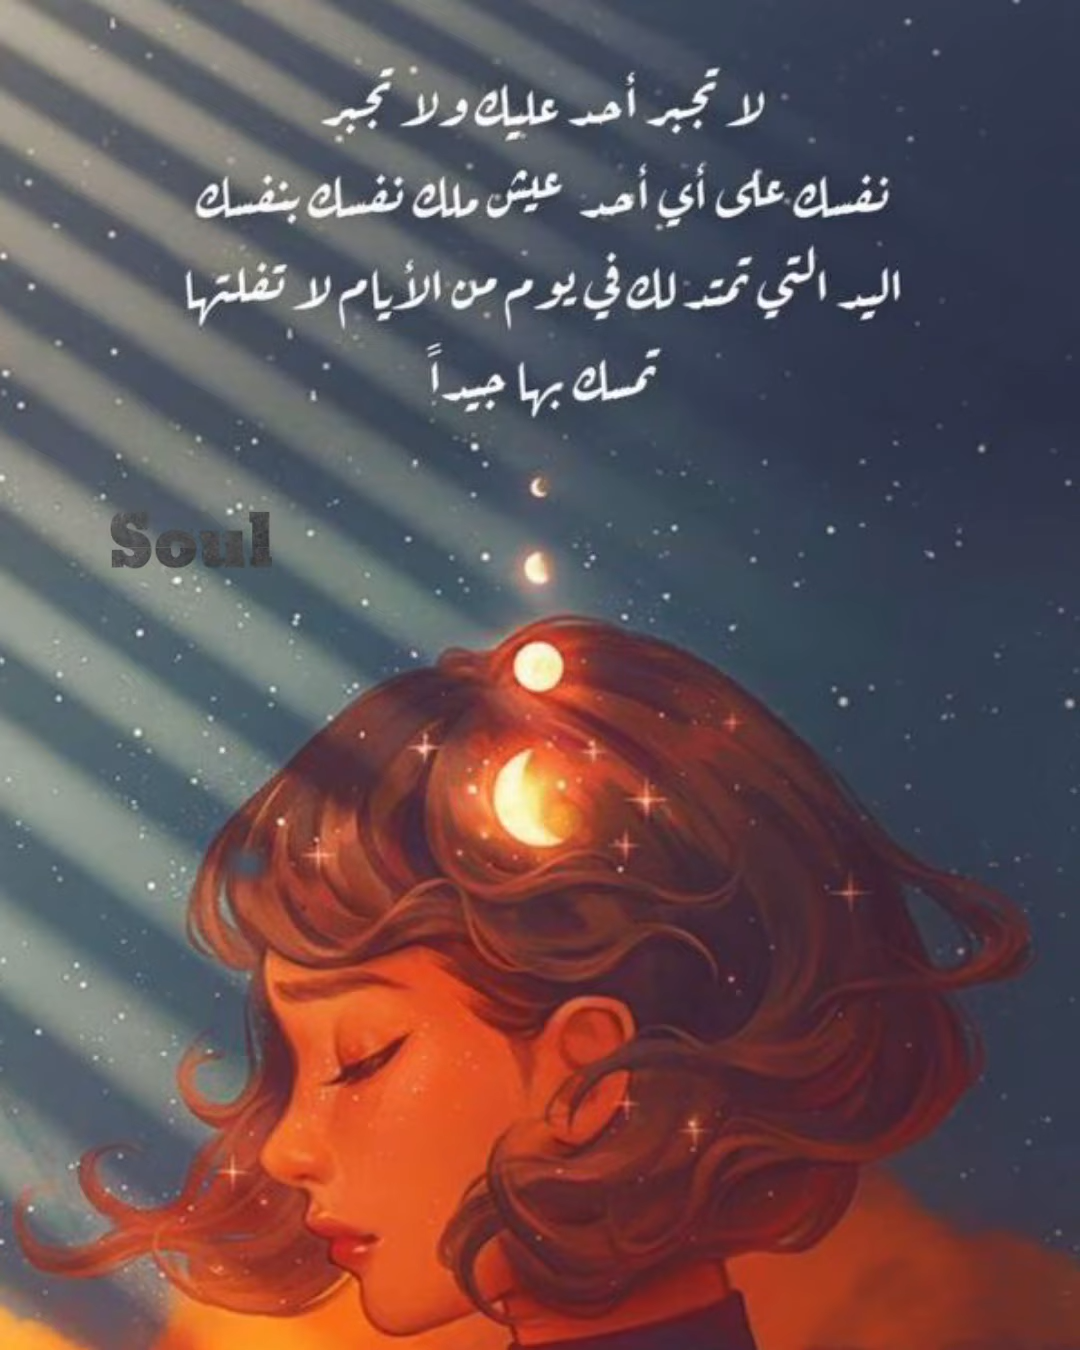 لا تجبر أحد عليك ولا تجبر
نفسك على أي أحد عيش ملك نفسك بنفسك
اليد التي تمتد لك في يوم من الأيام لا تفلتها
تمسك بها جيداً
Soul